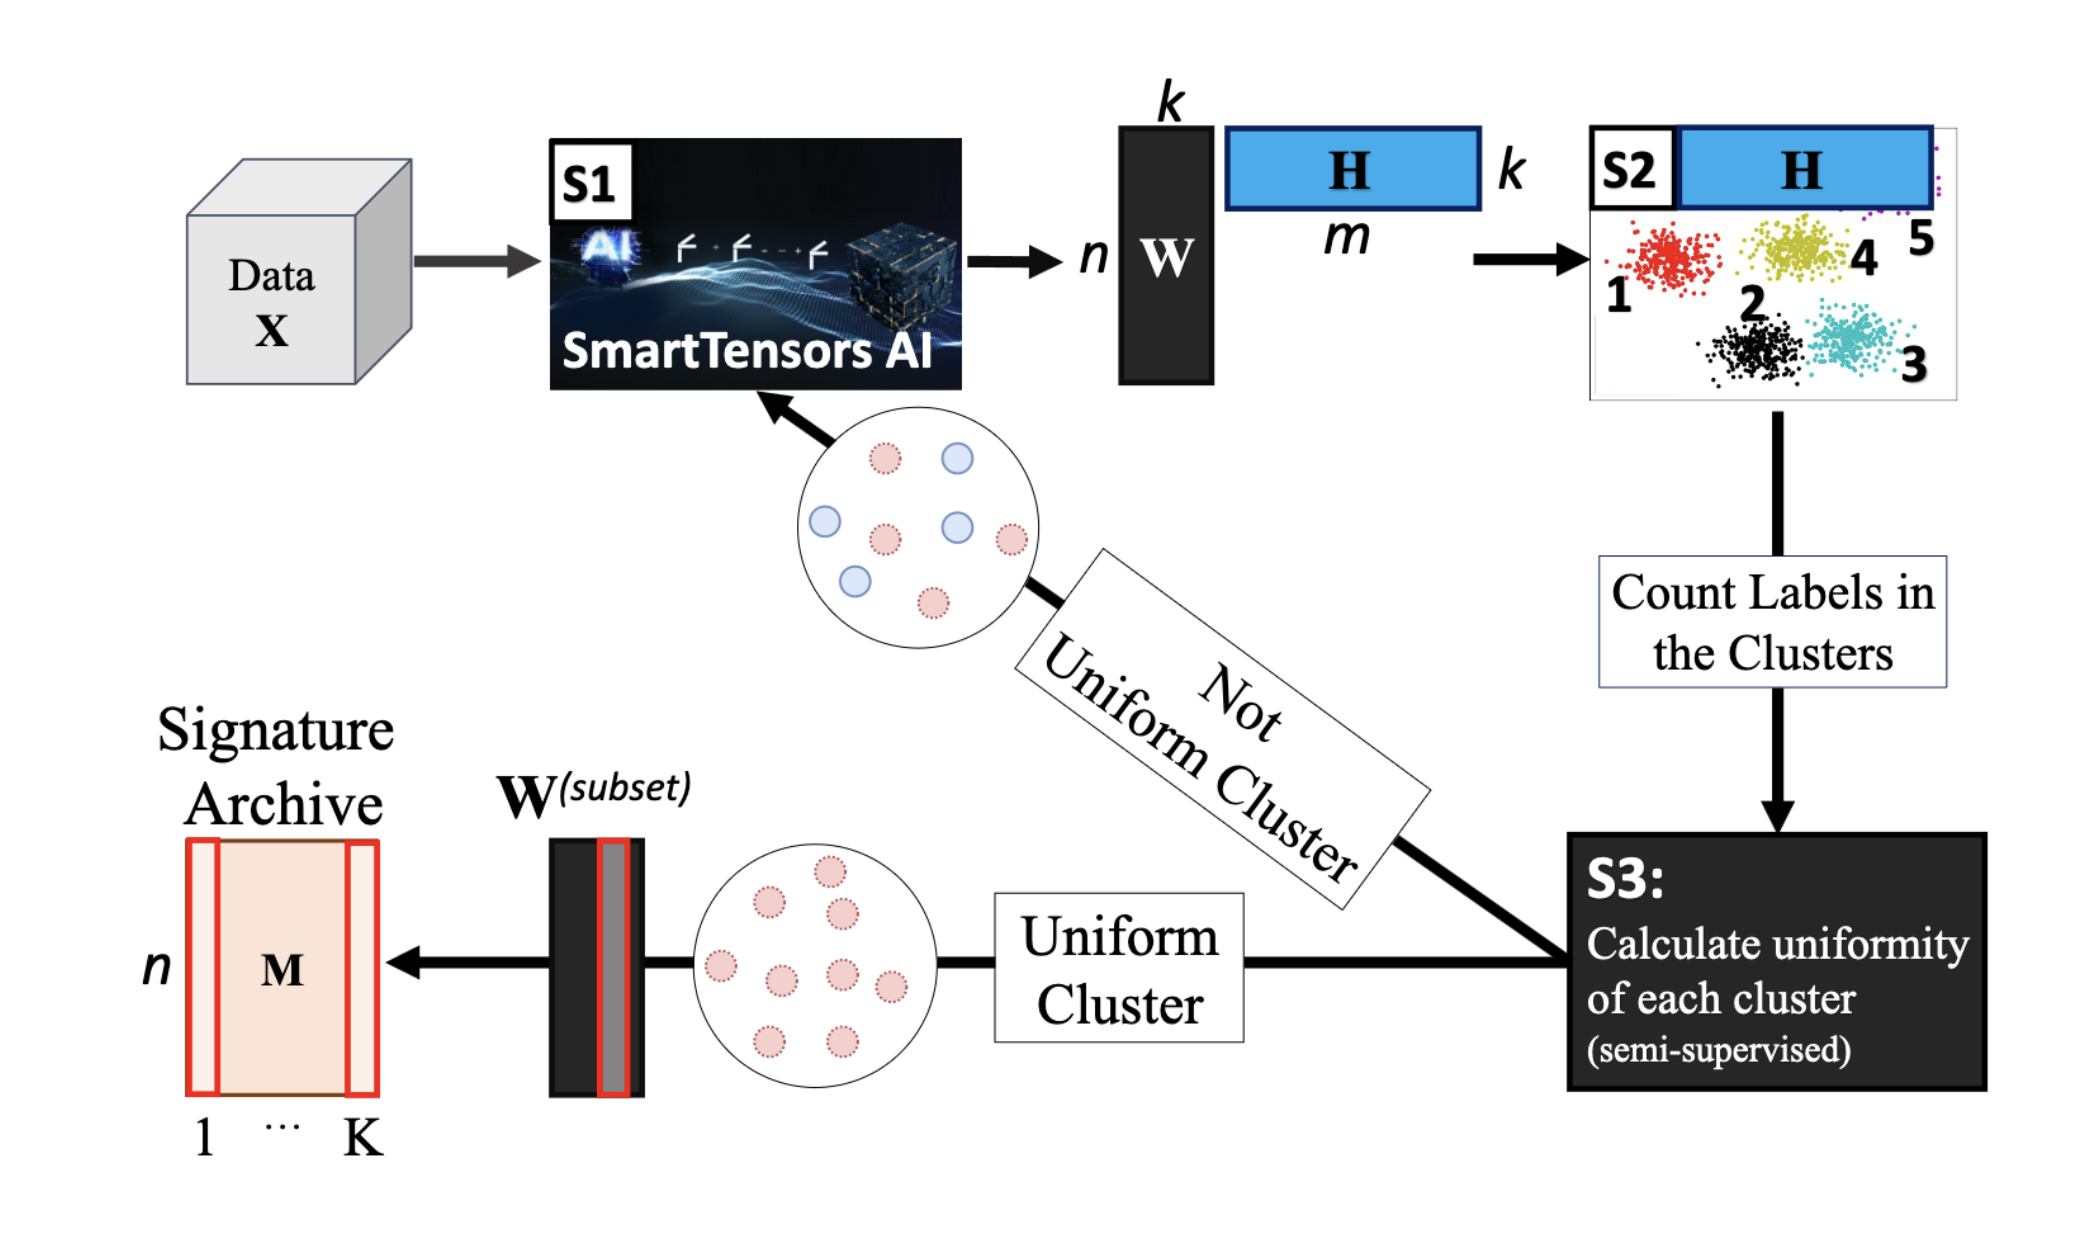 Data
X
S1
AI
SmartTensors AI
k
n
W
H
k
m
S2
H
1
2
3
4
5
Count Labels in
the Clusters
Not
Uniform Cluster
S3:
Calculate uniformity
of each cluster
(semi-supervised)
Uniform
Cluster
W(subset)
Signature
Archive
n
M
1 ... K